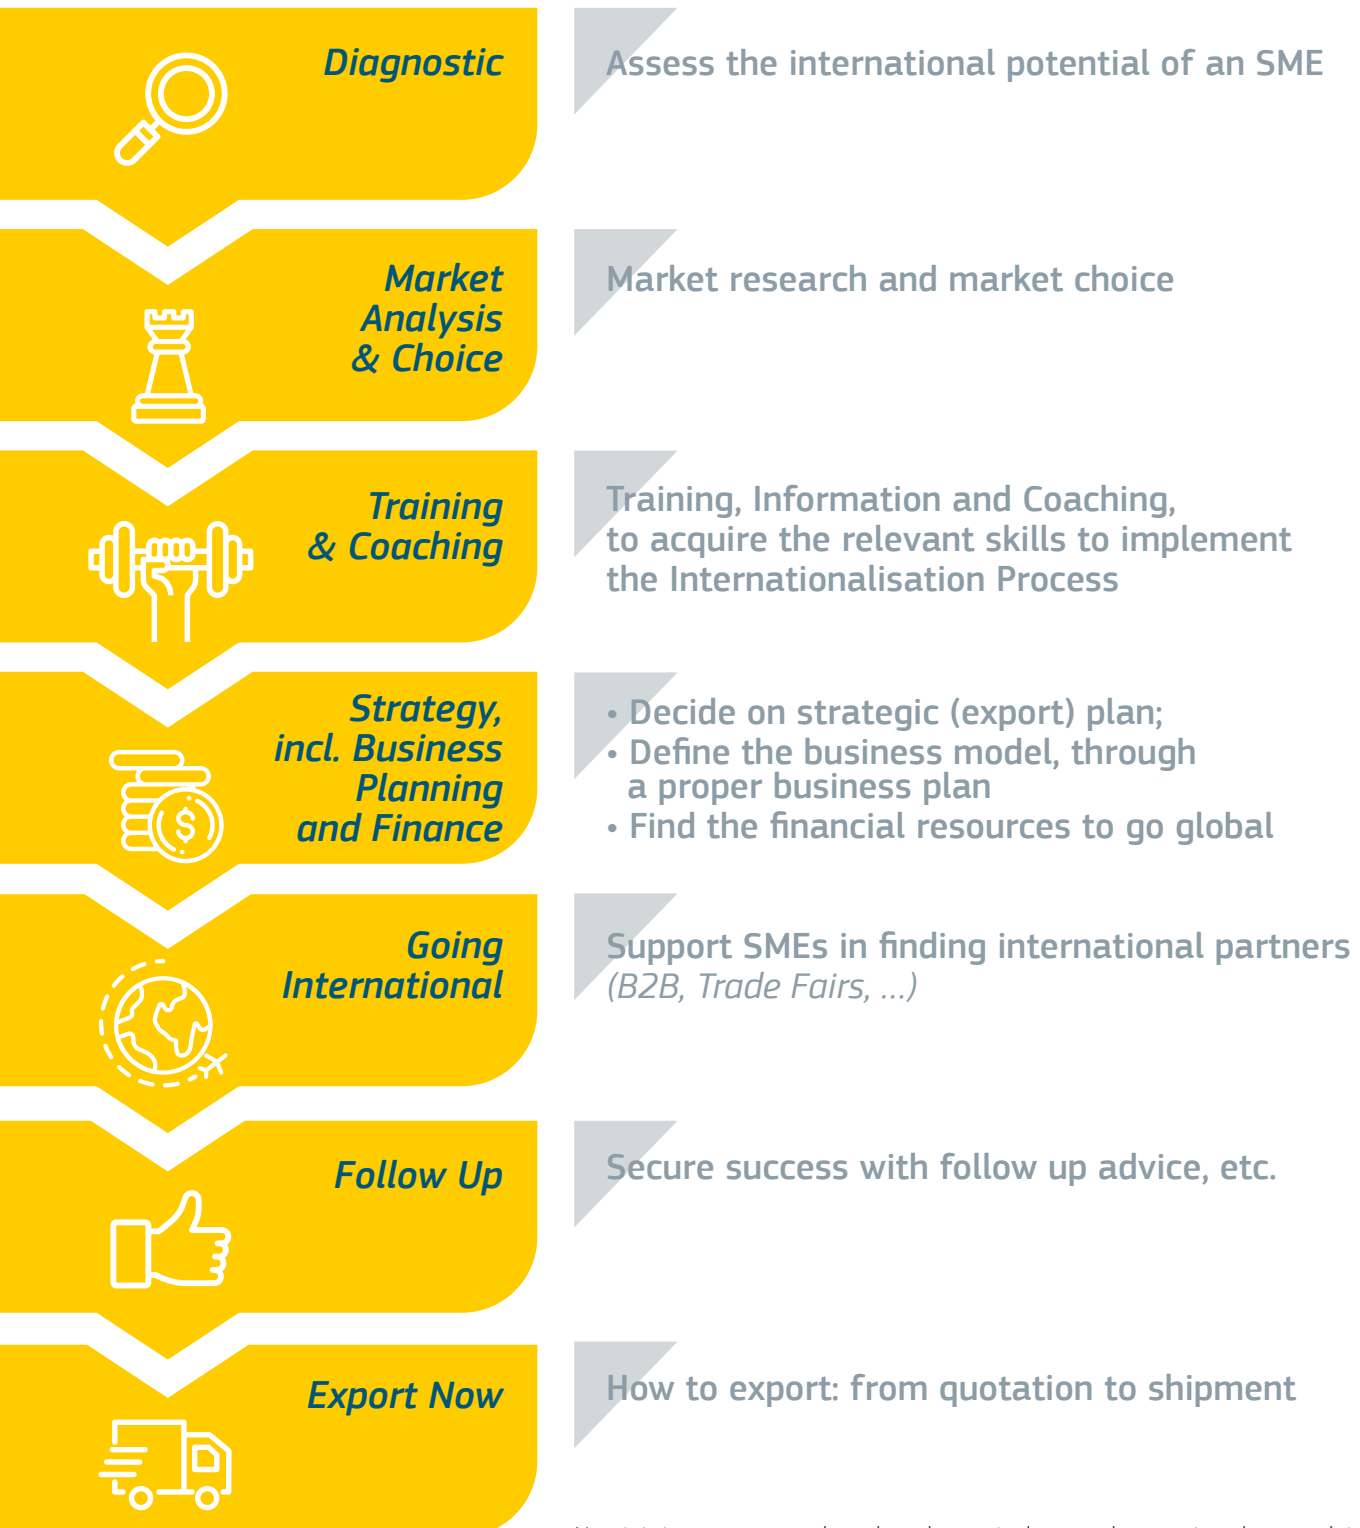 Diagnostic
Assess the international potential of an SME
Market
Analysis
& Choice
Market research and market choice
Training
& Coaching
Training, Information and Coaching,
to acquire the relevant skills to implement
the Internationalisation Process
Strategy,
incl. Business
Planning
and Finance
• Decide on strategic (export) plan;
• Define the business model, through
a proper business plan
• Find the financial resources to go global
Going
International
Support SMEs in finding international partners
(B2B, Trade Fairs, ...)
Follow Up
Secure success with follow up advice, etc.
Export Now
How to export: from quotation to shipment
$